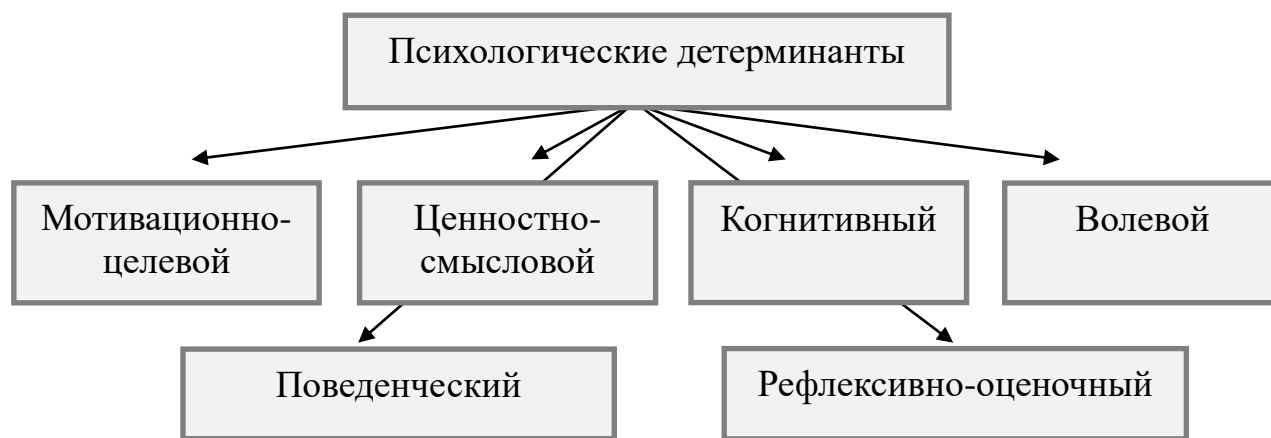 Психологические детерминанты
Мотивационно-
целевой
Ценностно-
смысловой
Когнитивный
Волевой
Поведенческий
Рефлексивно-оценочный